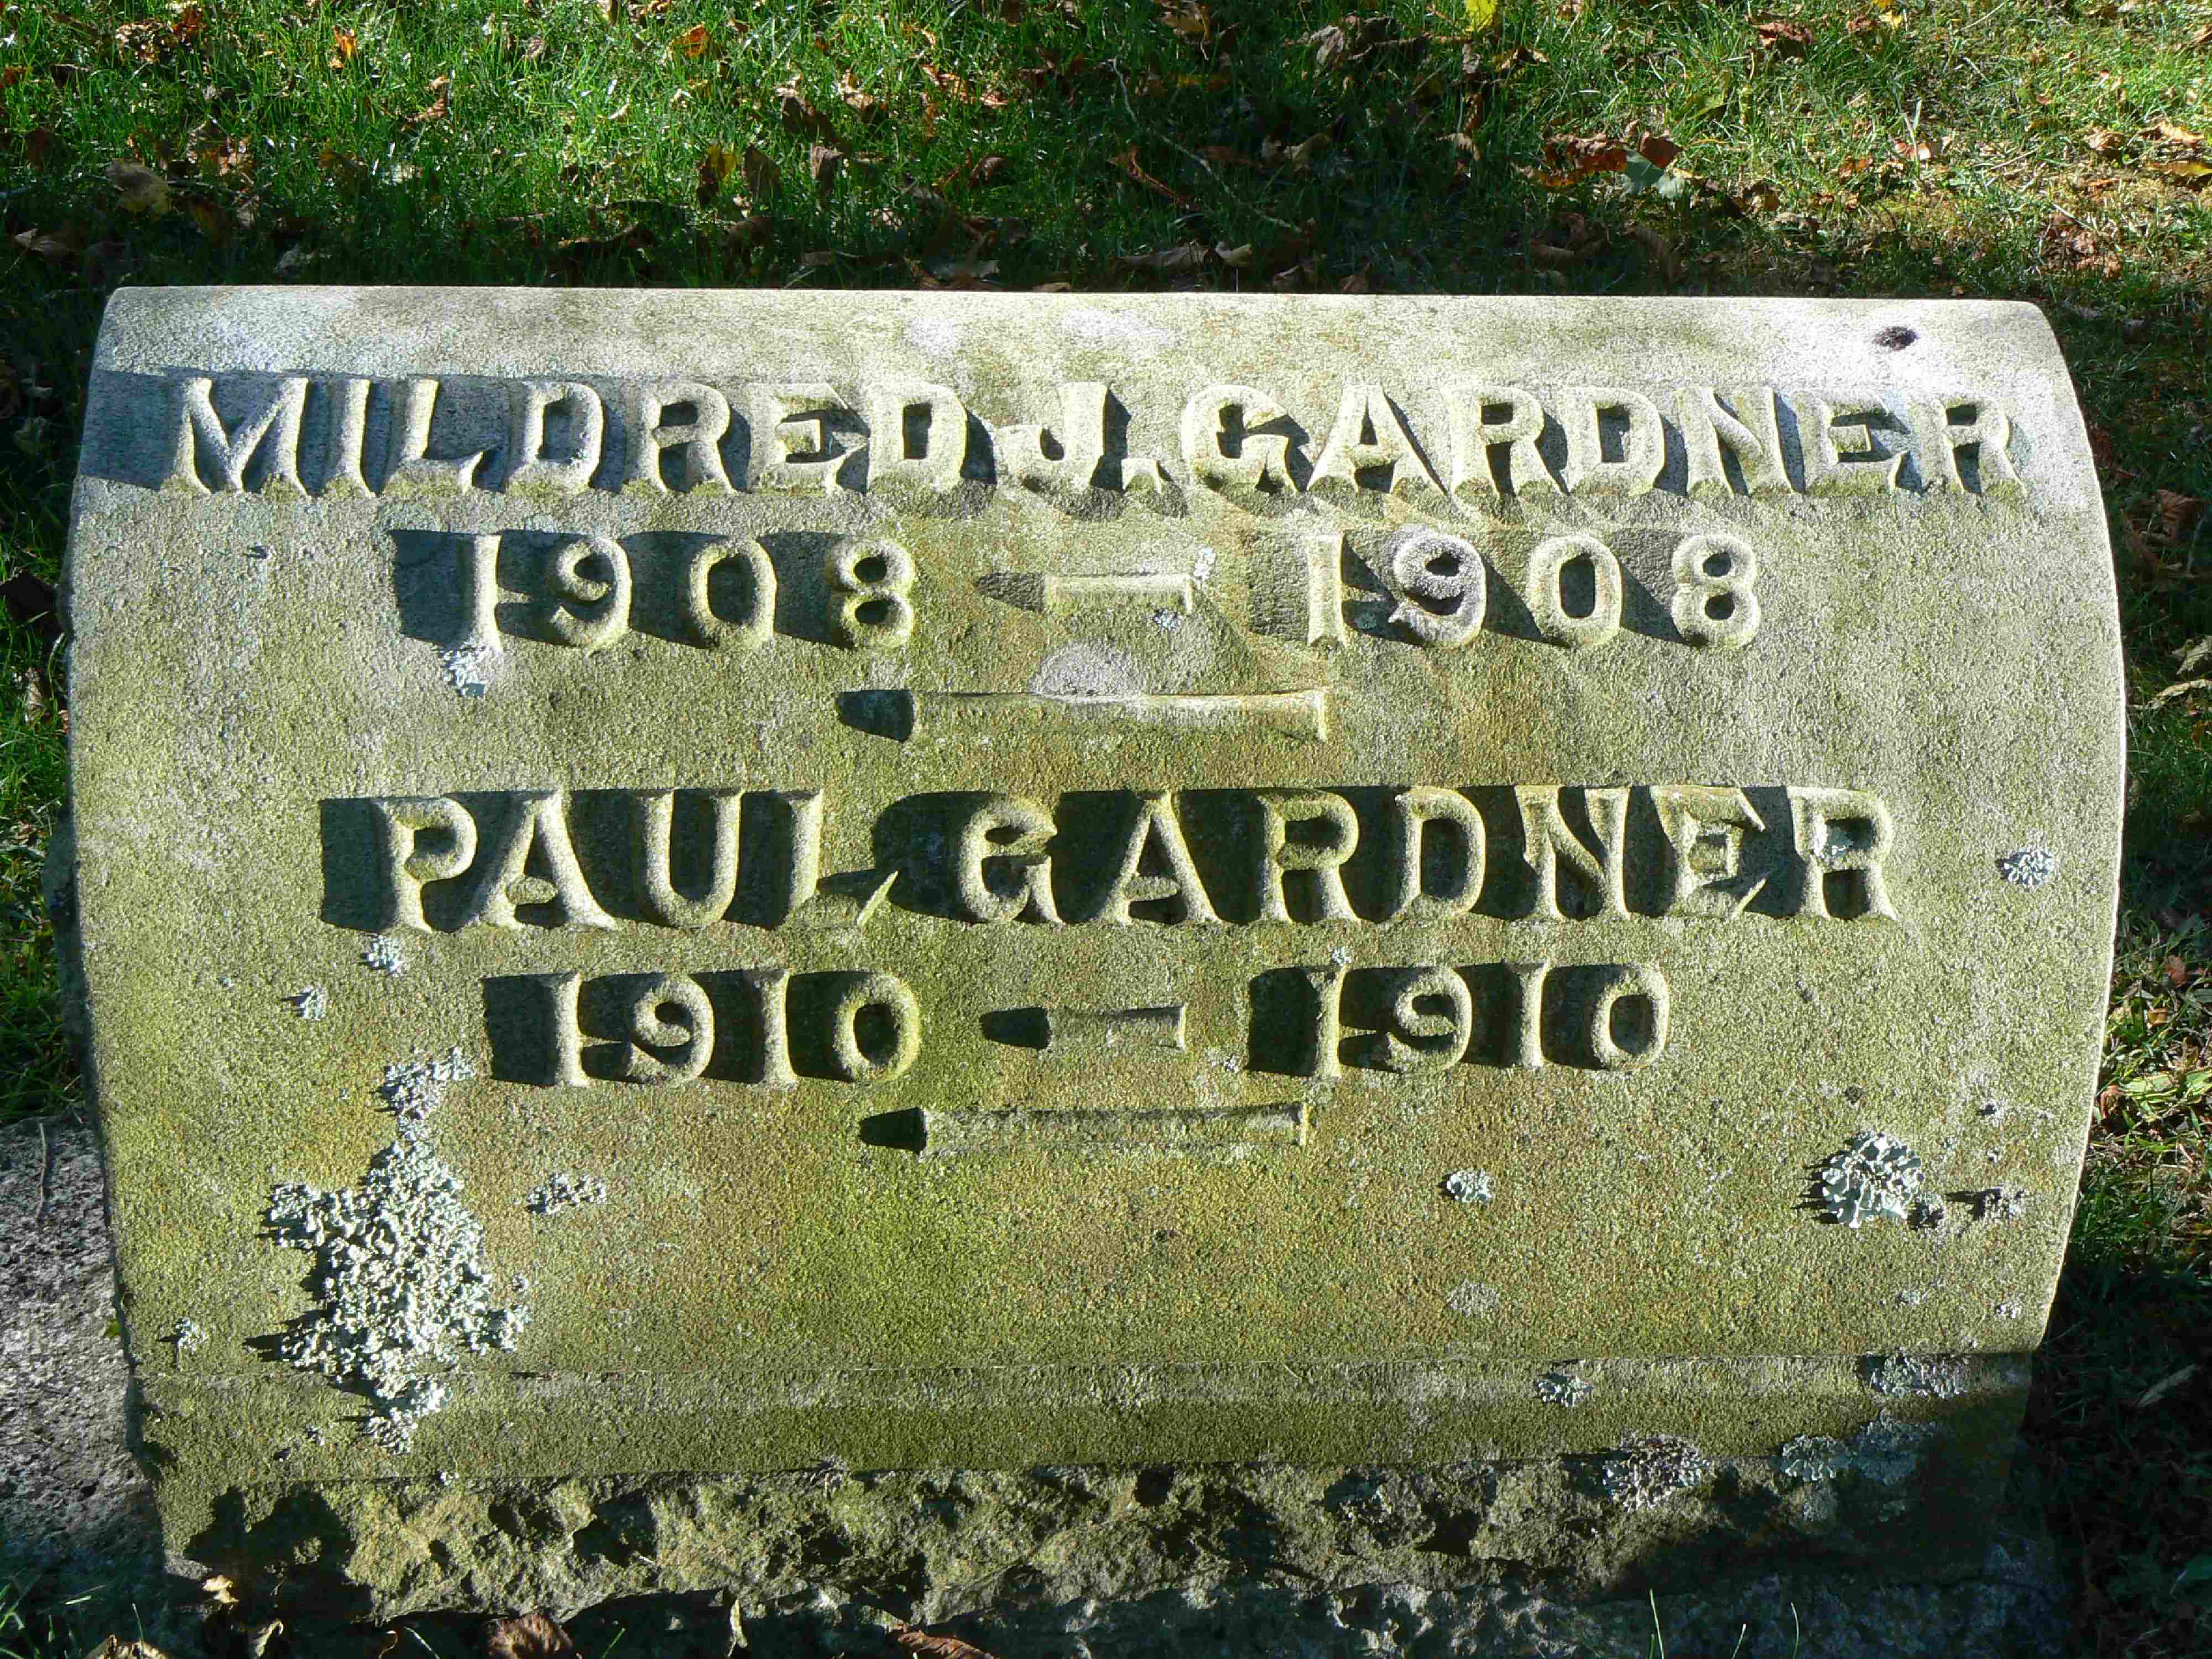 MILDRED J. GARDNER
1908 — 1908
PAUL GARDNER
1910 — 1910